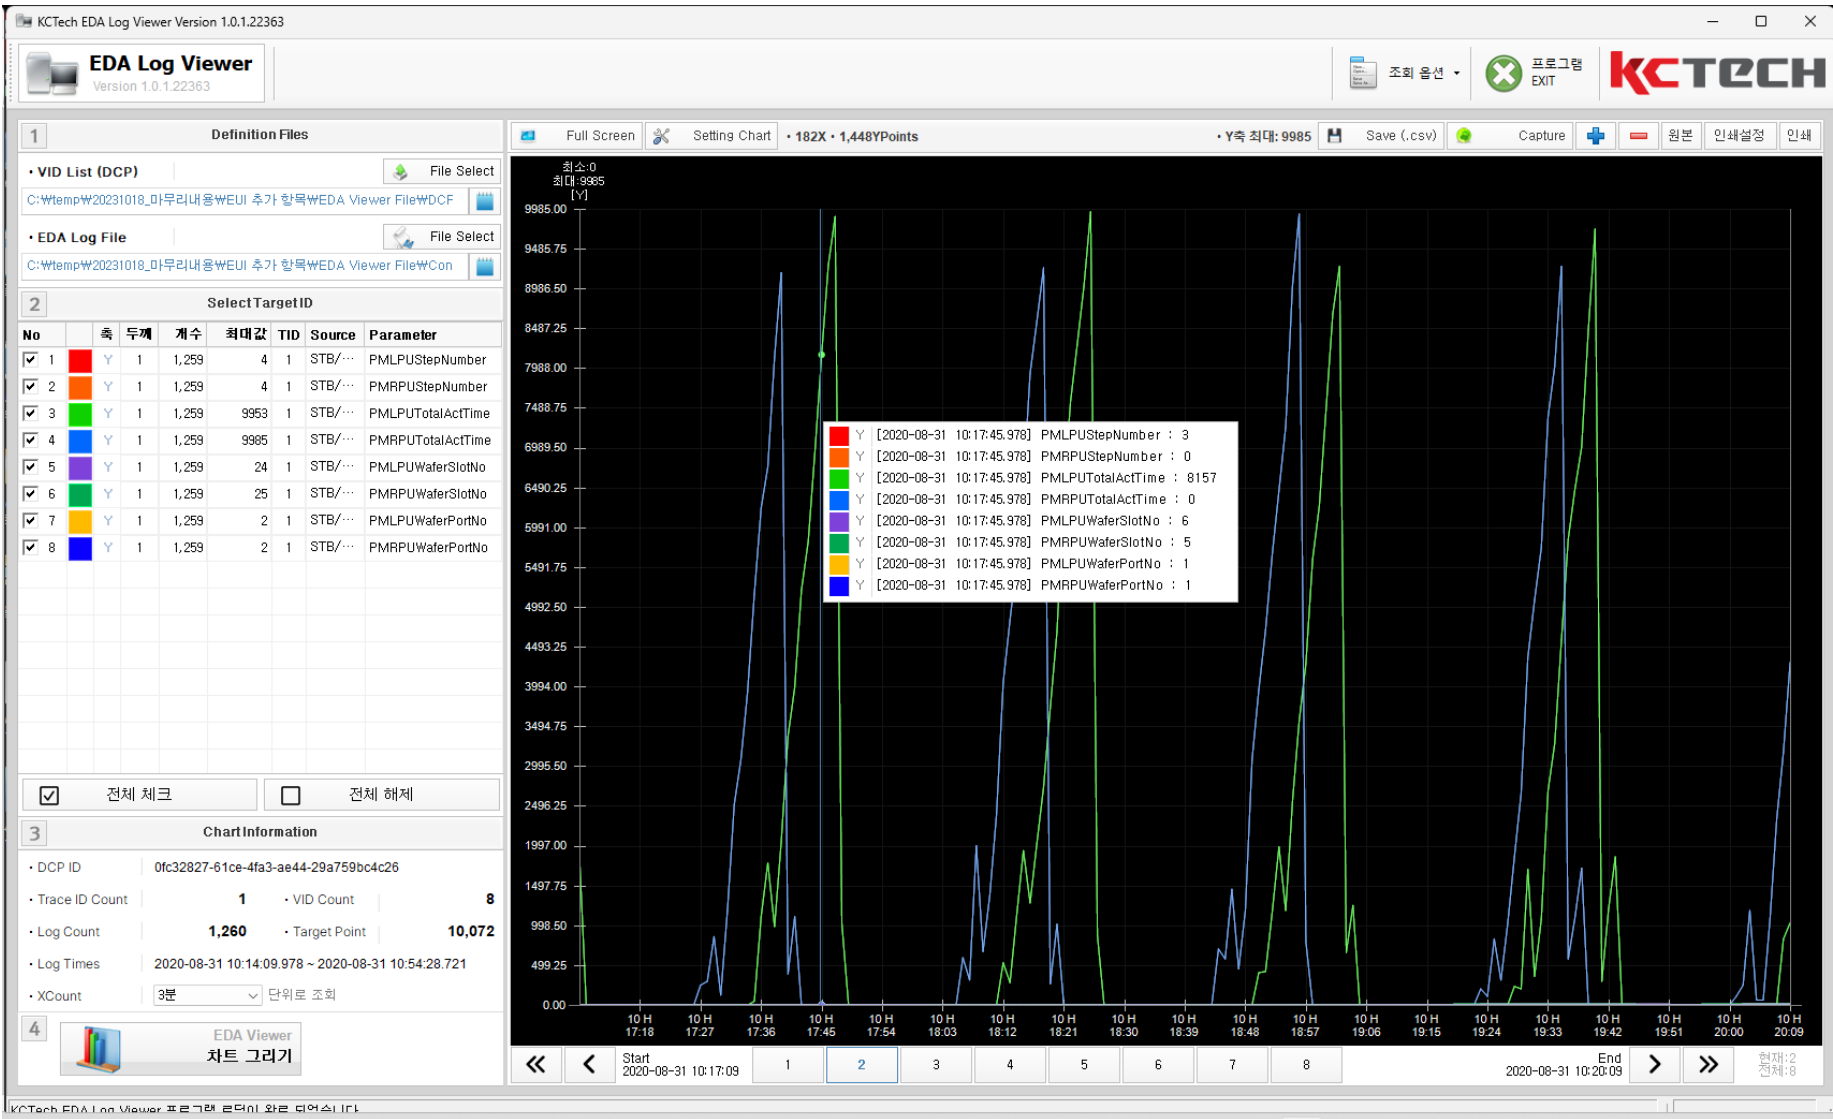 KCTech EDA Log Viewer Version 1.0.1.22363
EDA Log Viewer
Version 1.0.1.22363
조회 옵션
프로그램
EXIT
KCTECH
1 Definition Files
• VID List (DCP) File Select
C:₩temp₩20231018_마무리내용₩EUI 추가 항목₩EDA Viewer File₩DCF
• EDA Log File File Select
C:₩temp₩20231018_마무리내용₩EUI 추가 항목₩EDA Viewer File₩Con
2 Select Target ID
No 축 두께 개수 최대값 TID Source Parameter
1 Y 1 1,259 4 1 STB/··· PMLPUStepNumber
2 Y 1 1,259 4 1 STB/··· PMRPUStepNumber
3 Y 1 1,259 9953 1 STB/··· PMLPUTotalActTime
4 Y 1 1,259 9985 1 STB/··· PMRPUTotalActTime
5 Y 1 1,259 24 1 STB/··· PMLPUWaferSlotNo
6 Y 1 1,259 25 1 STB/··· PMRPUWaferSlotNo
7 Y 1 1,259 2 1 STB/··· PMLPUWaferPortNo
8 Y 1 1,259 2 1 STB/··· PMRPUWaferPortNo
전체 체크 전체 해제
3 Chart Information
• DCP ID 0fc32827-61ce-4fa3-ae44-29a759bc4c26
• Trace ID Count 1 • VID Count 8
• Log Count 1,260 • Target Point 10,072
• Log Times 2020-08-31 10:14:09.978 ~ 2020-08-31 10:54:28.721
• XCount 3분 단위로 조회
4 EDA Viewer
차트 그리기
Full Screen Setting Chart • 182X • 1,448YPoints • Y축 최대: 9985 Save (.csv) Capture 원본 인쇄설정 인쇄
최소:0
최대:9985
[Y]
9985.00
9485.75
8986.50
8487.25
7988.00
7488.75
6989.50
6490.25
5991.00
5491.75
4992.50
4493.25
3994.00
3494.75
2995.50
2496.25
1997.00
1497.75
998.50
499.25
0.00
Y [2020-08-31 10:17:45.978] PMLPUStepNumber : 3
Y [2020-08-31 10:17:45.978] PMRPUStepNumber : 0
Y [2020-08-31 10:17:45.978] PMLPUTotalActTime : 8157
Y [2020-08-31 10:17:45.978] PMRPUTotalActTime : 0
Y [2020-08-31 10:17:45.978] PMLPUWaferSlotNo : 6
Y [2020-08-31 10:17:45.978] PMRPUWaferSlotNo : 5
Y [2020-08-31 10:17:45.978] PMLPUWaferPortNo : 1
Y [2020-08-31 10:17:45.978] PMRPUWaferPortNo : 1
10 H 10 H 10 H 10 H 10 H 10 H 10 H 10 H 10 H 10 H 10 H 10 H 10 H 10 H 10 H 10 H 10 H 10 H 10 H 10 H
17:18 17:27 17:36 17:45 17:54 18:03 18:12 18:21 18:30 18:39 18:48 18:57 19:06 19:15 19:24 19:33 19:42 19:51 20:00 20:09
Start
2020-08-31 10:17:09
1 2 3 4 5 6 7 8
End
2020-08-31 10:20:09
현재:2
전체:8
KCTech EDA Log Viewer 프로그램 로딩이 완료 되었습니다